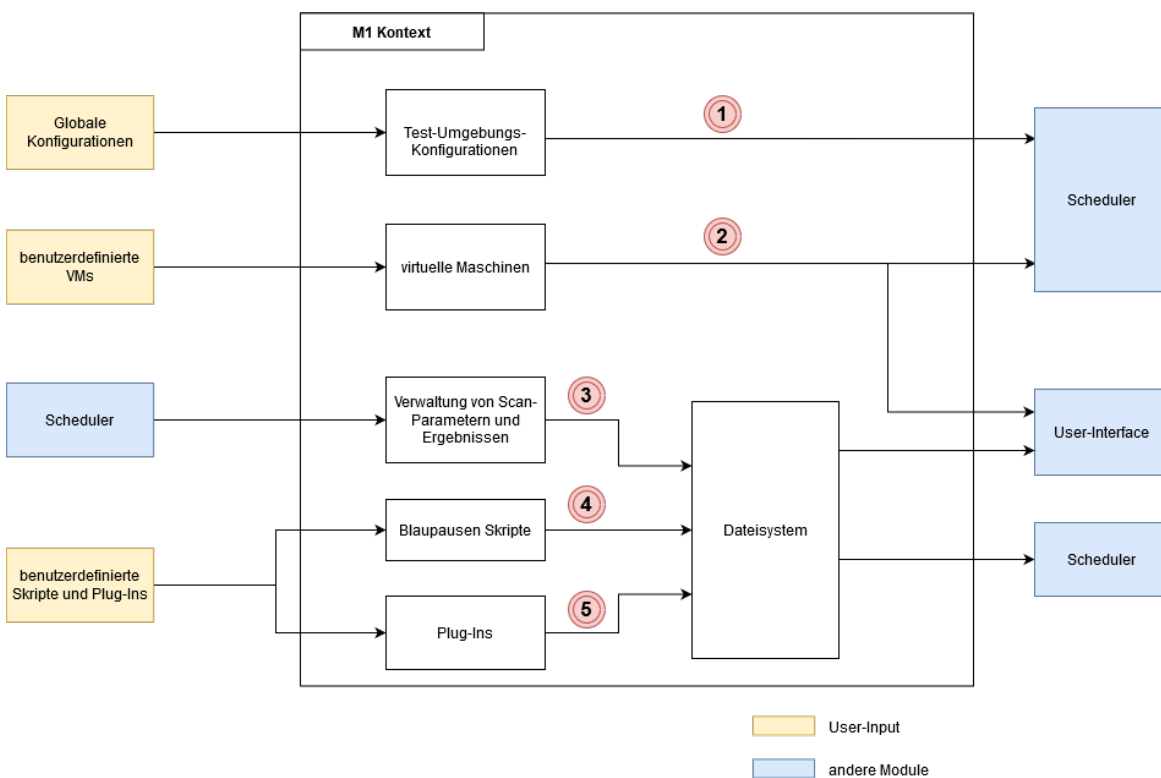 M1 Kontext
Globale
Konfigurationen
Test-Umgebungs-
Konfigurationen
1
Scheduler
benutzerdefinierte
VMs
virtuelle Maschinen
2
Scheduler
Verwaltung von Scan-
Parametern und
Ergebnissen
3
User-Interface
benutzerdefinierte
Skripte und Plug-Ins
Blaupausen Skripte
4
Plug-Ins
5
Dateisystem
Scheduler
User-Input
andere Module